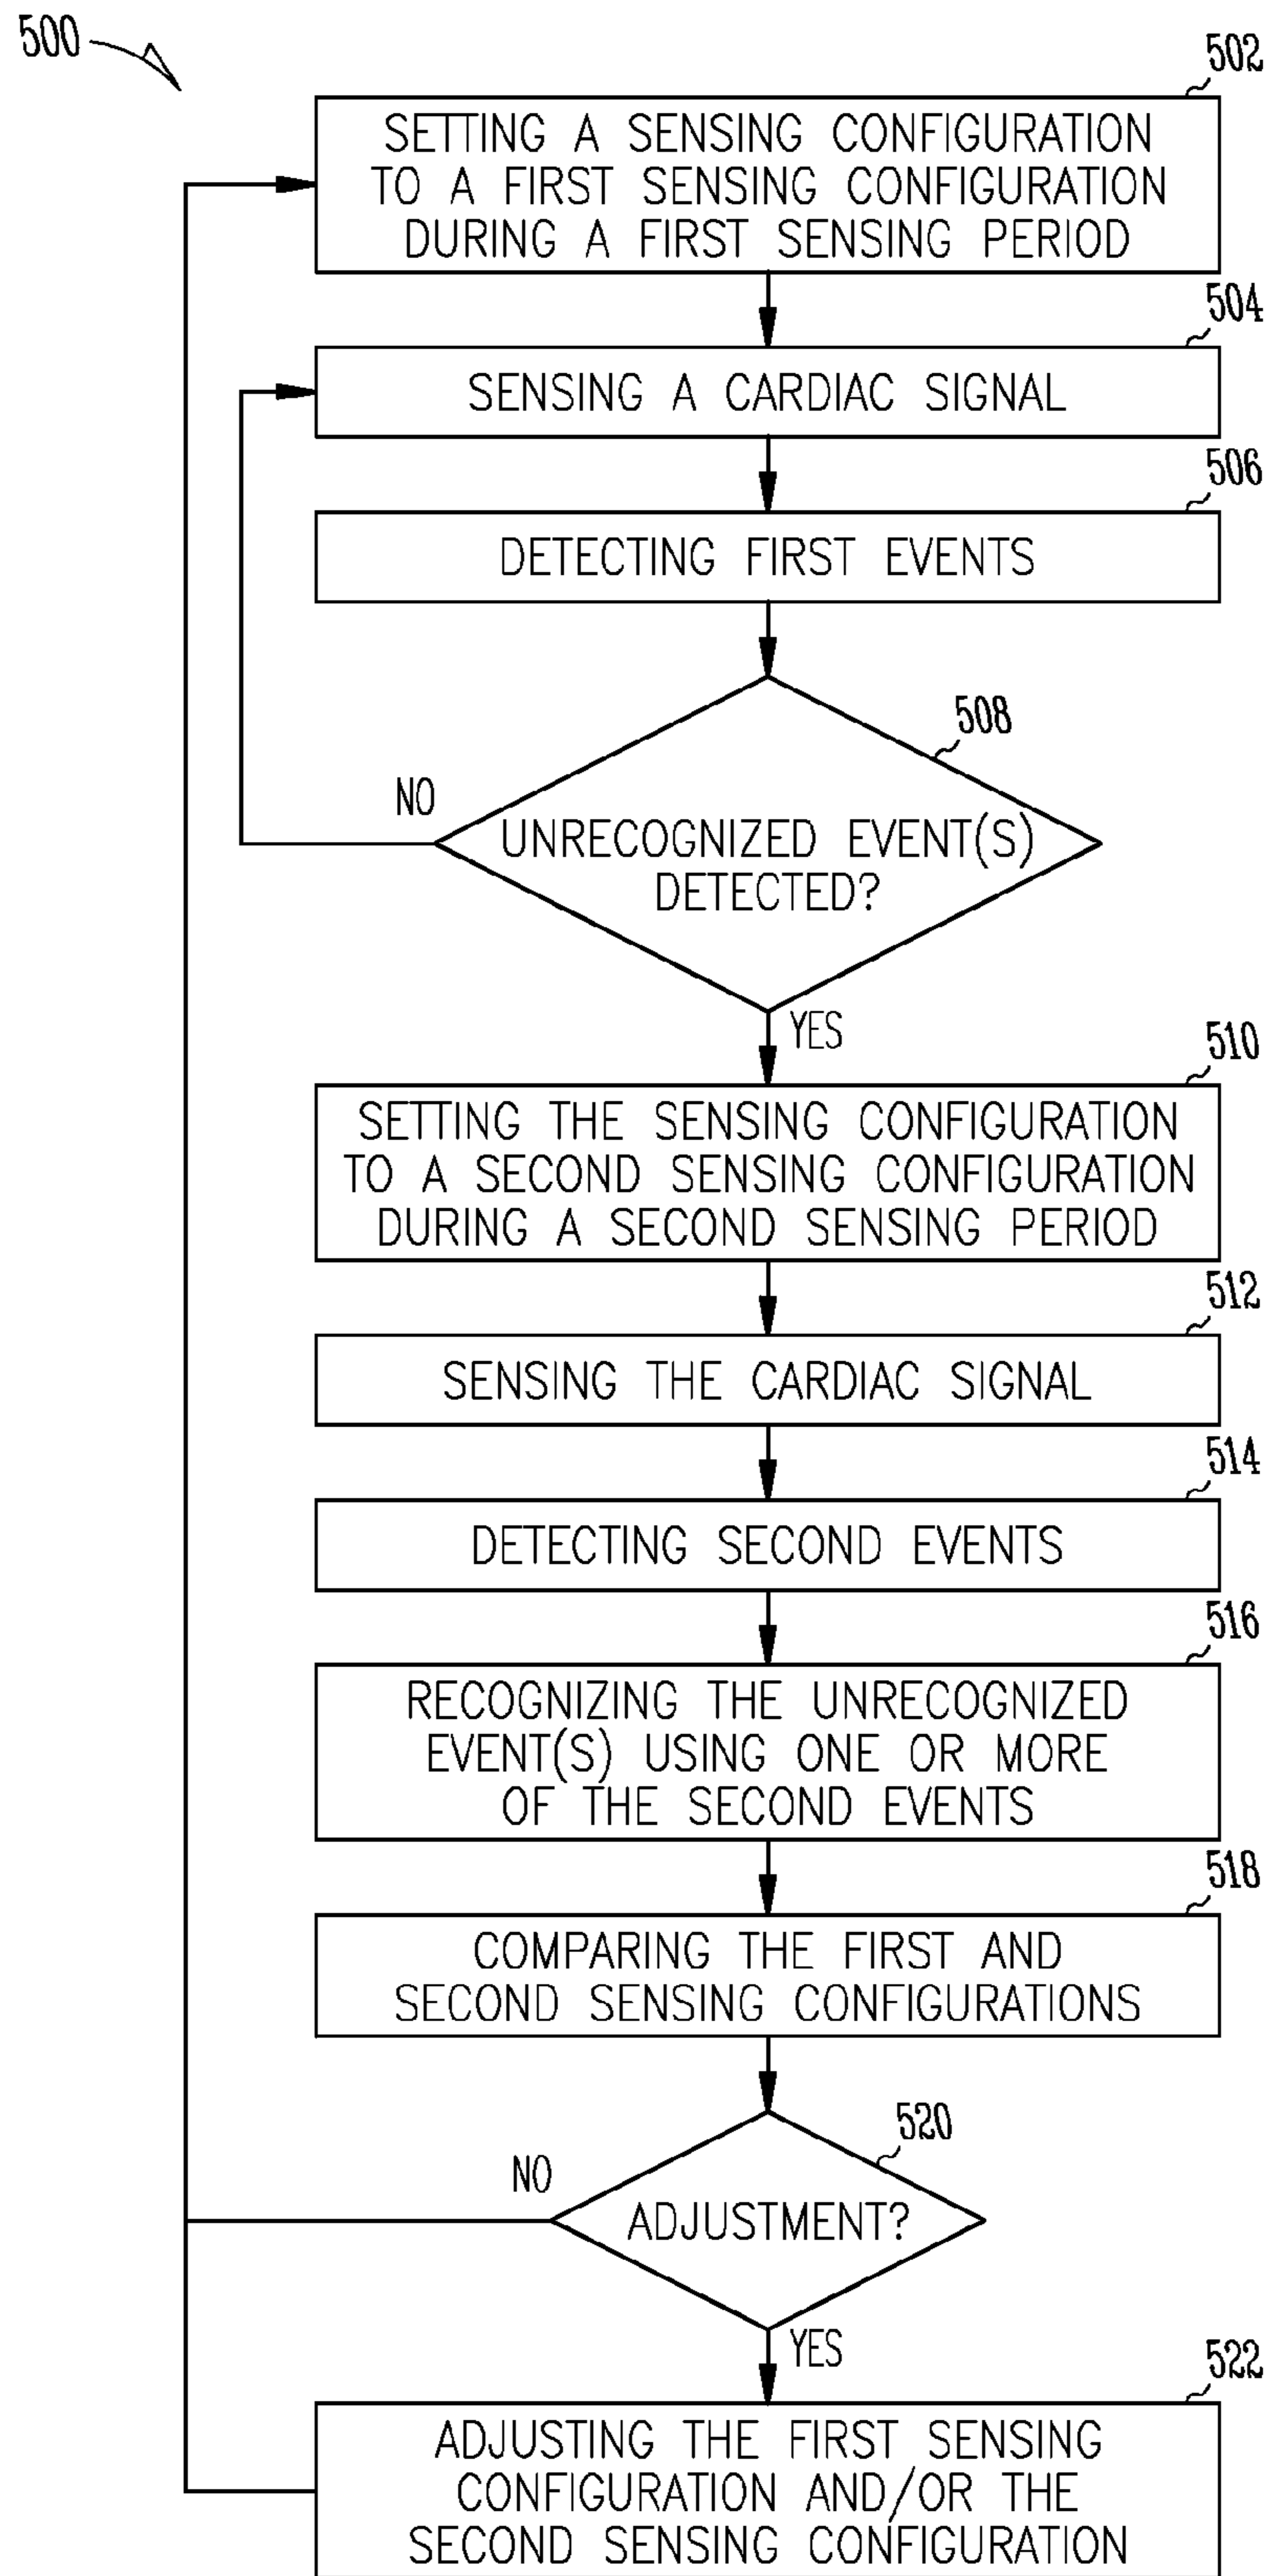 500
502
SETTING A SENSING CONFIGURATION
TO A FIRST SENSING CONFIGURATION
DURING A FIRST SENSING PERIOD
504
SENSING A CARDIAC SIGNAL
506
DETECTING FIRST EVENTS
508
NO
UNRECOGNIZED EVENT(S)
DETECTED?
YES
510
SETTING THE SENSING CONFIGURATION
TO A SECOND SENSING CONFIGURATION
DURING A SECOND SENSING PERIOD
512
SENSING THE CARDIAC SIGNAL
514
DETECTING SECOND EVENTS
516
RECOGNIZING THE UNRECOGNIZED
EVENT(S) USING ONE OR MORE
OF THE SECOND EVENTS
518
COMPARING THE FIRST AND
SECOND SENSING CONFIGURATIONS
520
NO
ADJUSTMENT?
YES
522
ADJUSTING THE FIRST SENSING
CONFIGURATION AND/OR THE
SECOND SENSING CONFIGURATION